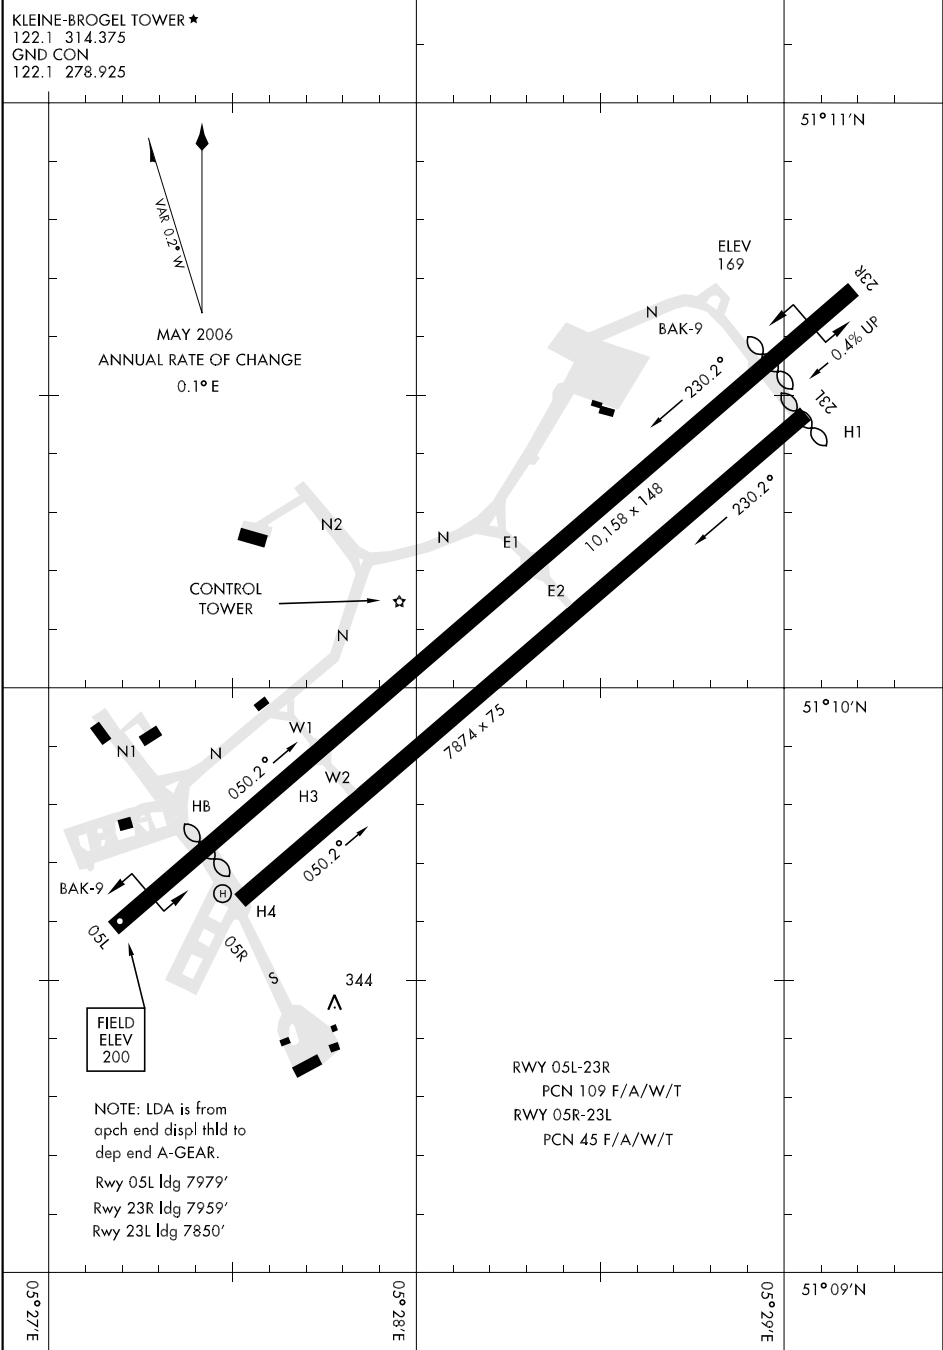 KLEINE-BROGEL TOWER ★
122.1 314.375
GND CON
122.1 278.925
51°11'N
VAR 0.2° W
MAY 2006
ANNUAL RATE OF CHANGE
0.1° E
ELEV
169
23R
N
BAK-9
0.4% UP
230.2°
23L
H1
230.2°
10,158 x 148
N2
N
E1
E2
CONTROL
TOWER
N
51°10'N
W1
7874 x 75
N1
N
050.2°
W2
H3
HB
050.2°
BAK-9
H
H4
05L
05R
S
344
FIELD
ELEV
200
RWY 05L-23R
PCN 109 F/A/W/T
RWY 05R-23L
PCN 45 F/A/W/T
NOTE: LDA is from
apch end displ thld to
dep end A-GEAR.
Rwy 05L ldg 7979'
Rwy 23R ldg 7959'
Rwy 23L ldg 7850'
05°27'E
05°28'E
05°29'E
51°09'N